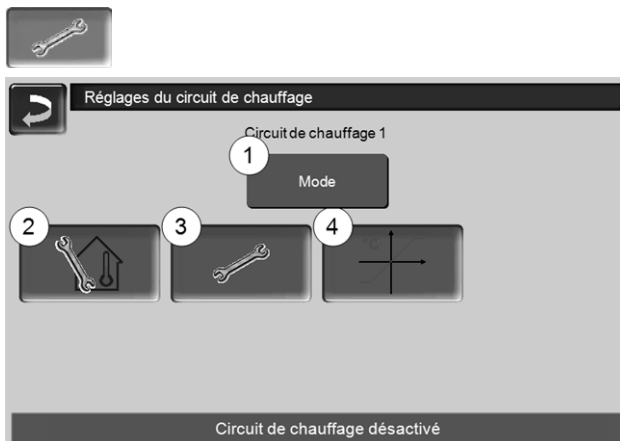 Réglages du circuit de chauffage
Circuit de chauffage 1
1
Mode
2
3
4
°C
Circuit de chauffage désactivé